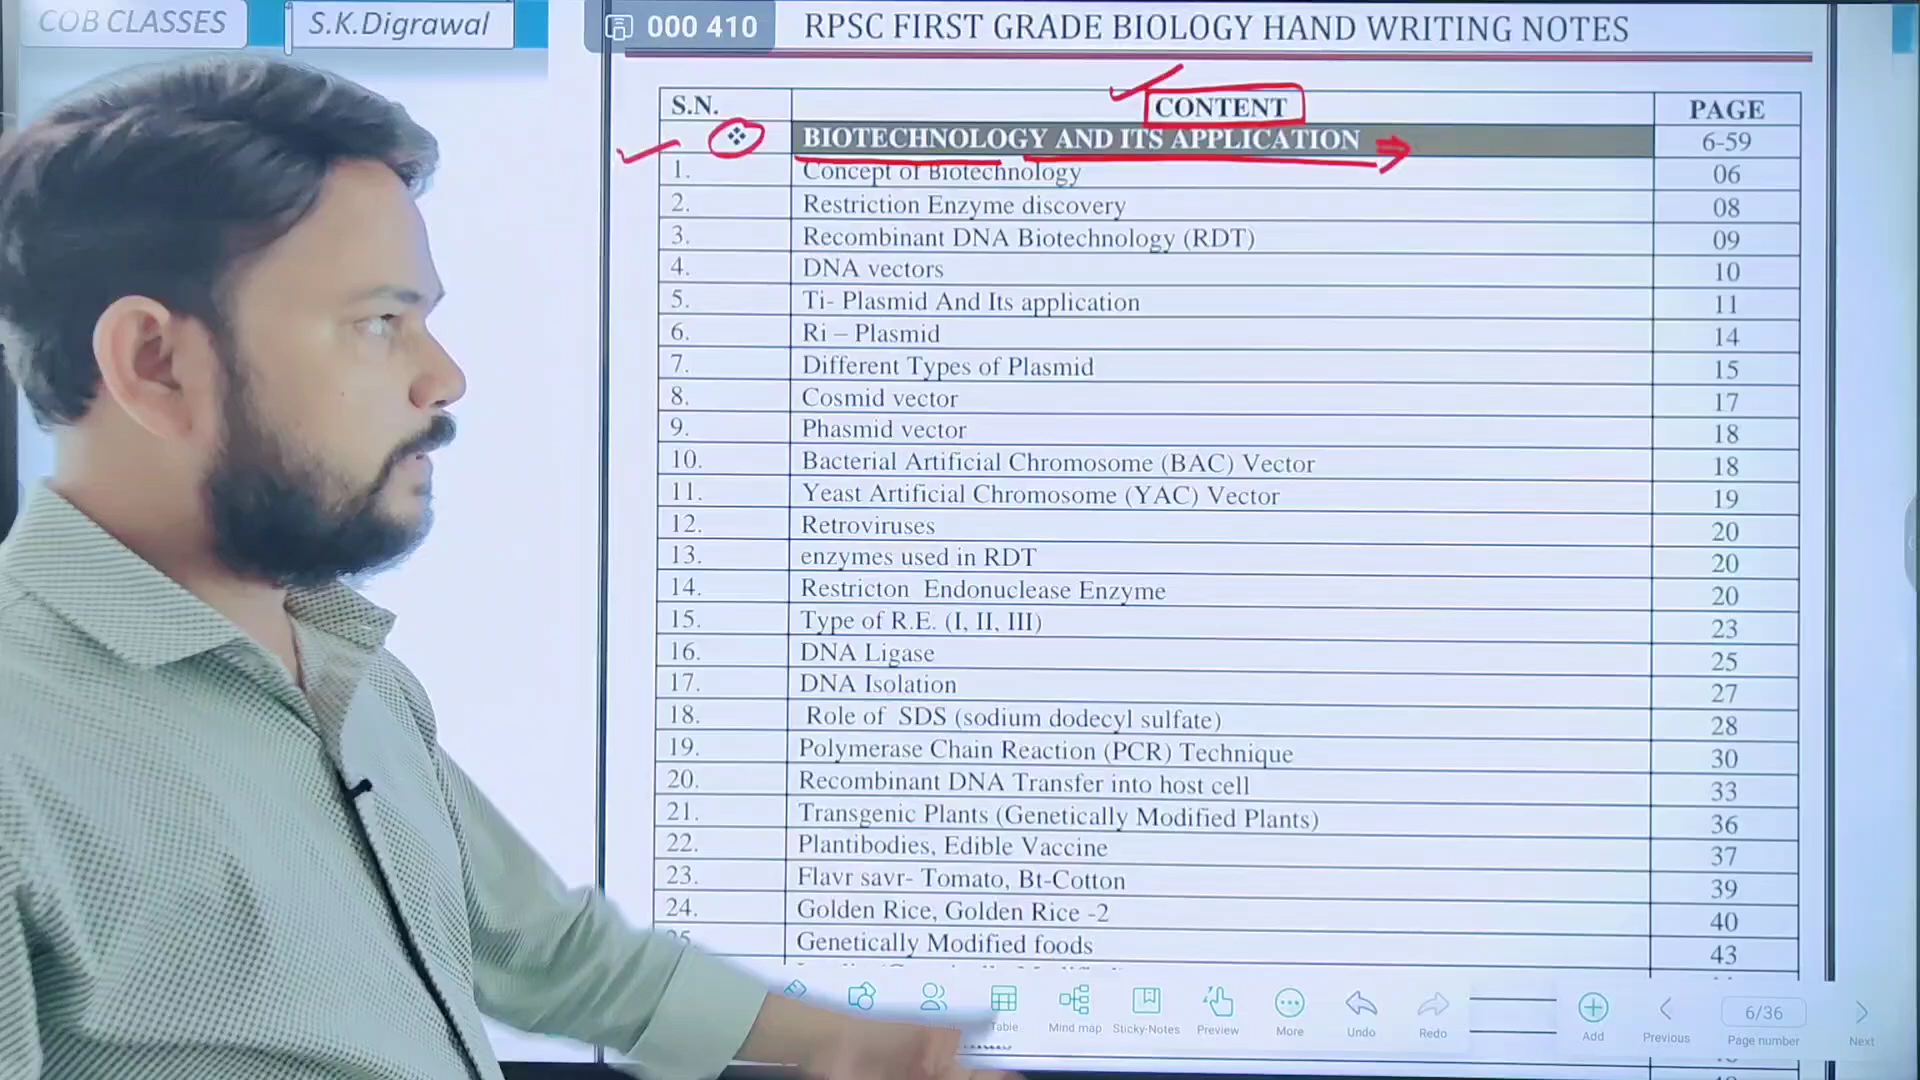 COB CLASSES
S.K.Digrawal
000 410
RPSC FIRST GRADE BIOLOGY HAND WRITING NOTES
S.N. CONTENT PAGE
BIOTECHNOLOGY AND ITS APPLICATION 6-59
1. Concept of Biotechnology 06
2. Restriction Enzyme discovery 08
3. Recombinant DNA Biotechnology (RDT) 09
4. DNA vectors 10
5. Ti- Plasmid And Its application 11
6. Ri – Plasmid 14
7. Different Types of Plasmid 15
8. Cosmid vector 17
9. Phasmid vector 18
10. Bacterial Artificial Chromosome (BAC) Vector 18
11. Yeast Artificial Chromosome (YAC) Vector 19
12. Retroviruses 20
13. enzymes used in RDT 20
14. Restricton Endonuclease Enzyme 20
15. Type of R.E. (I, II, III) 23
16. DNA Ligase 25
17. DNA Isolation 27
18. Role of SDS (sodium dodecyl sulfate) 28
19. Polymerase Chain Reaction (PCR) Technique 30
20. Recombinant DNA Transfer into host cell 33
21. Transgenic Plants (Genetically Modified Plants) 36
22. Plantibodies, Edible Vaccine 37
23. Flavr savr- Tomato, Bt-Cotton 39
24. Golden Rice, Golden Rice -2 40
25. Genetically Modified foods 43
Table Mind map Sticky-Notes Preview More Undo Redo Add Previous 6/36 Page number Next